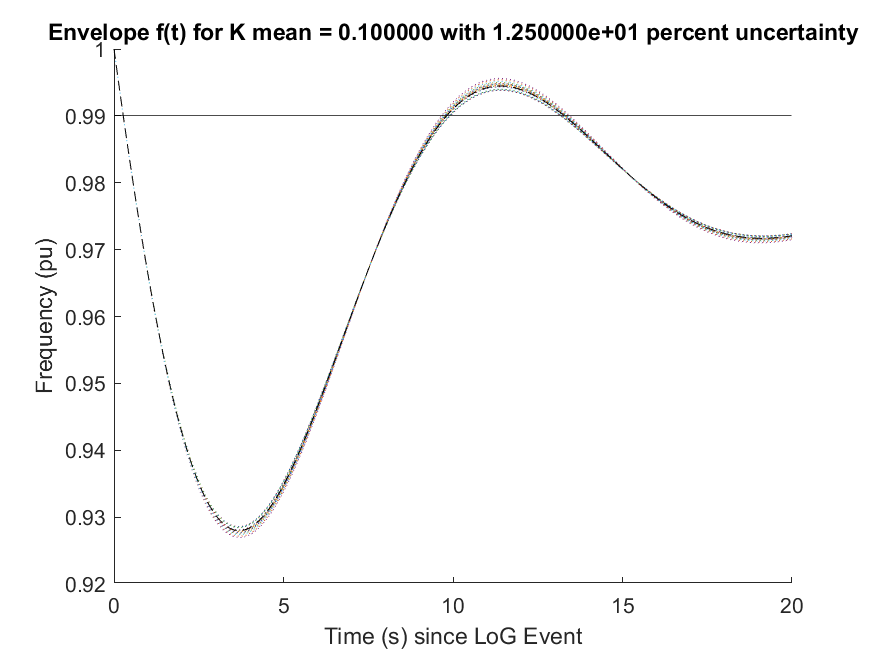 Envelope f(t) for K mean = 0.100000 with 1.250000e+01 percent uncertainty
1
0.99
0.98
0.97
0.96
0.95
0.94
0.93
0.92
Frequency (pu)
0 5 10 15 20
Time (s) since LoG Event